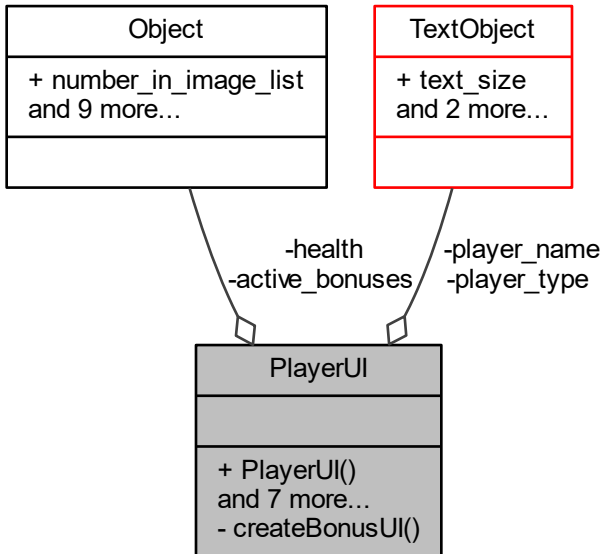 Object
+ number_in_image_list
and 9 more...
TextObject
+ text_size
and 2 more...
-health
-active_bonuses
-player_name
-player_type
PlayerUI
+ PlayerUI()
and 7 more...
- createBonusUI()